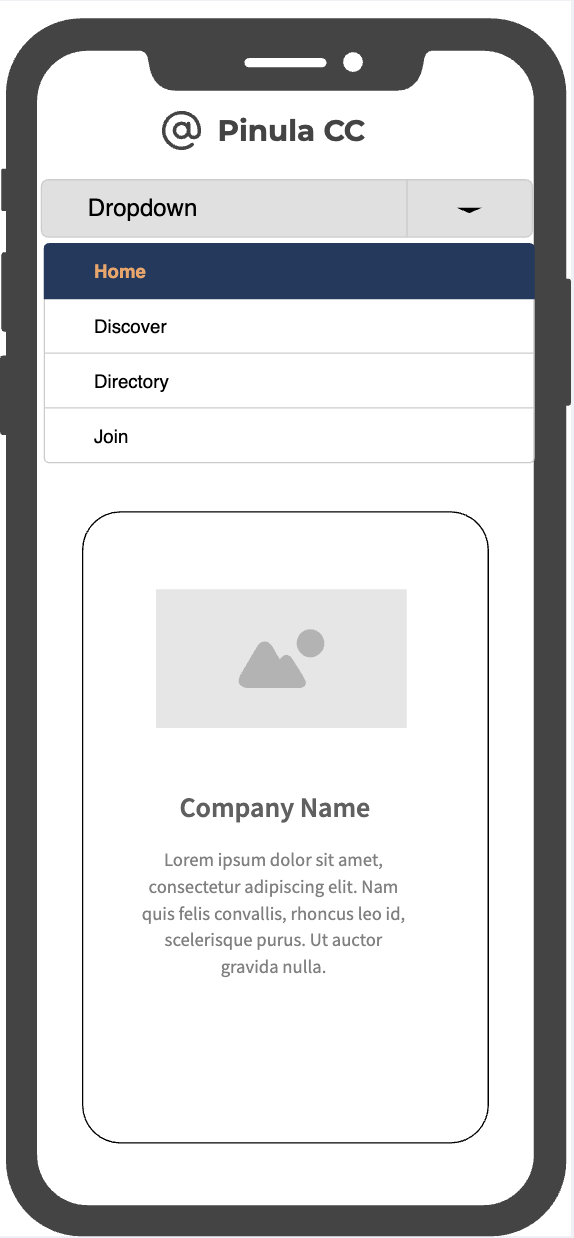 @ Pinula CC
Dropdown
Home
Discover
Directory
Join
Company Name
Lorem ipsum dolor sit amet,
consectetur adipiscing elit. Nam
quis felis convallis, rhoncus leo id,
scelerisque purus. Ut auctor
gravida nulla.